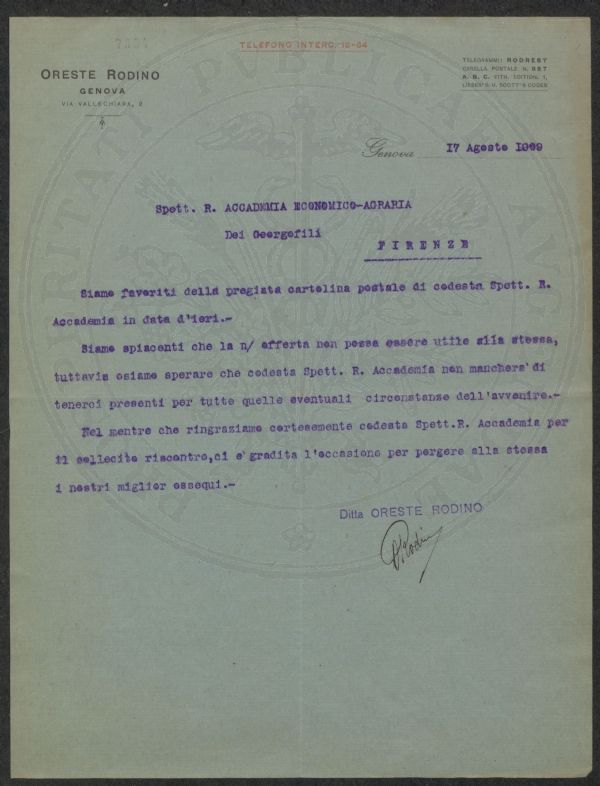 TELEFONO INTERC. 18-64
ORESTE RODINO
GENOVA
VIA VALLECHIARA, 2
TELEGRAMMI: RODREST
CASELLA POSTALE N. 887
A. B. C. 5TH. EDITION. 1,
LIEBER'S U. SCOTT'S CODES
Genova 17 Agosto 1909
Spett. R. ACCADEMIA ECONOMICO-AGRARIA
Dei Georgofili
FIRENZE
Siamo favoriti della pregiata cartolina postale di codesta Spett. R.
Accademia in data d'ieri.-
Siamo spiacenti che la n/ offerta non possa essere utile alla stessa,
tuttavia osiamo sperare che codesta Spett. R. Accademia non manchera' di
tenerci presenti per tutte quelle eventuali circonstanze dell'avvenire.-
Nel mentre che ringraziamo cortesemente codesta Spett.R. Accademia per
il sollecito riscontro,ci e' gradita l'occasione per porgere alla stessa
i nostri miglior ossequi.-
Ditta ORESTE RODINO
O.Rodino